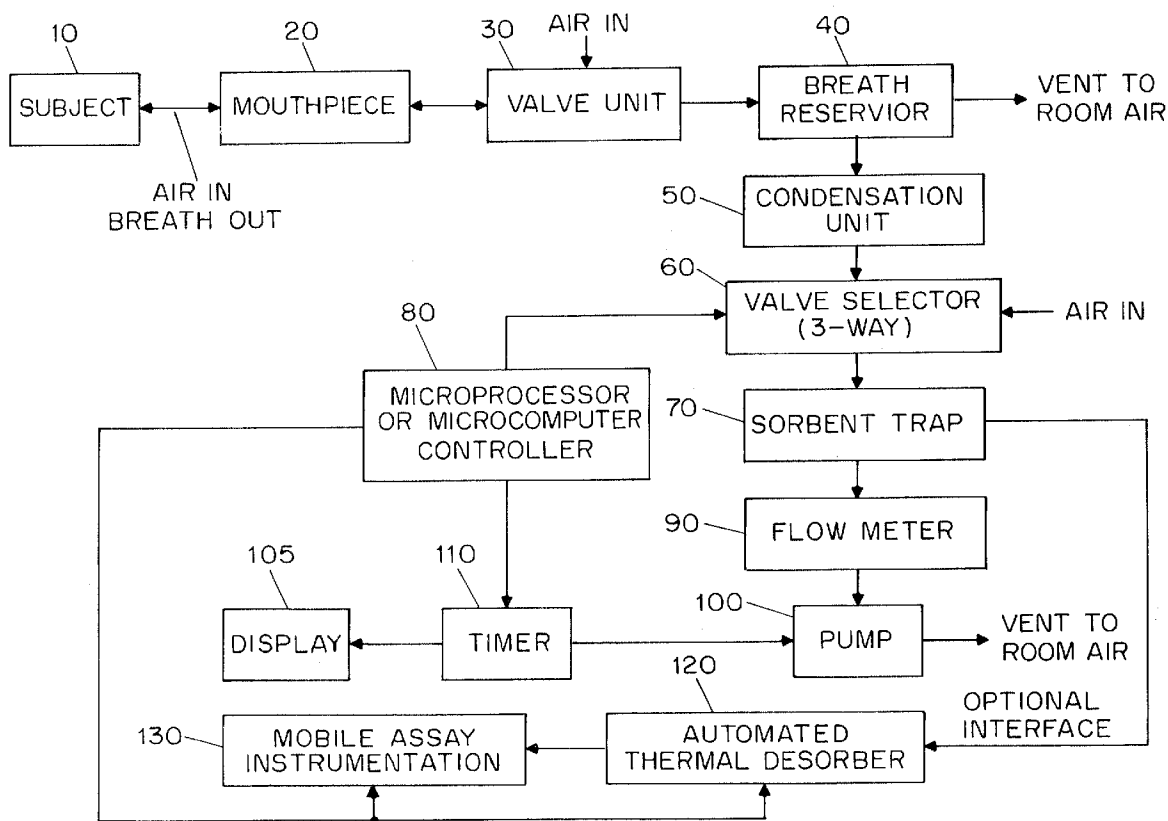 10
20
30
AIR IN
40
SUBJECT
MOUTHPIECE
VALVE UNIT
BREATH
RESERVIOR
VENT TO
ROOM AIR
AIR IN
BREATH OUT
50
CONDENSATION
UNIT
60
VALVE SELECTOR
(3-WAY)
AIR IN
80
MICROPROCESSOR
OR MICROCOMPUTER
CONTROLLER
70
SORBENT TRAP
90
FLOW METER
105
110
100
DISPLAY
TIMER
PUMP
VENT TO
ROOM AIR
120
OPTIONAL
INTERFACE
130
MOBILE ASSAY
INSTRUMENTATION
AUTOMATED
THERMAL DESORBER